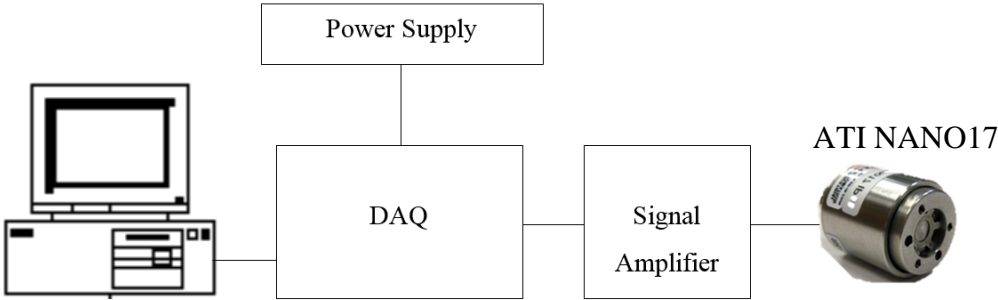 Power Supply
ATI NANO17
DAQ
Signal
Amplifier